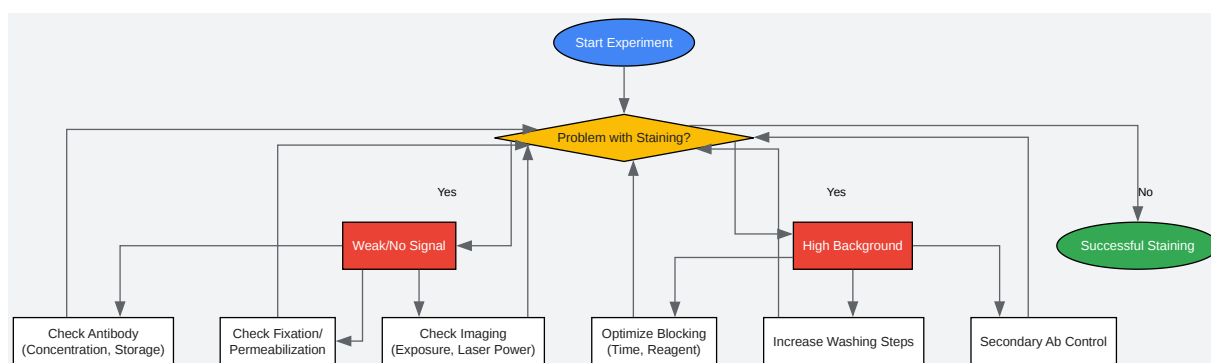 Start Experiment
Problem with Staining?
Yes
Yes
No
Weak/No Signal
High Background
Successful Staining
Check Antibody
(Concentration, Storage)
Check Fixation/
Permeabilization
Check Imaging
(Exposure, Laser Power)
Optimize Blocking
(Time, Reagent)
Increase Washing Steps
Secondary Ab Control